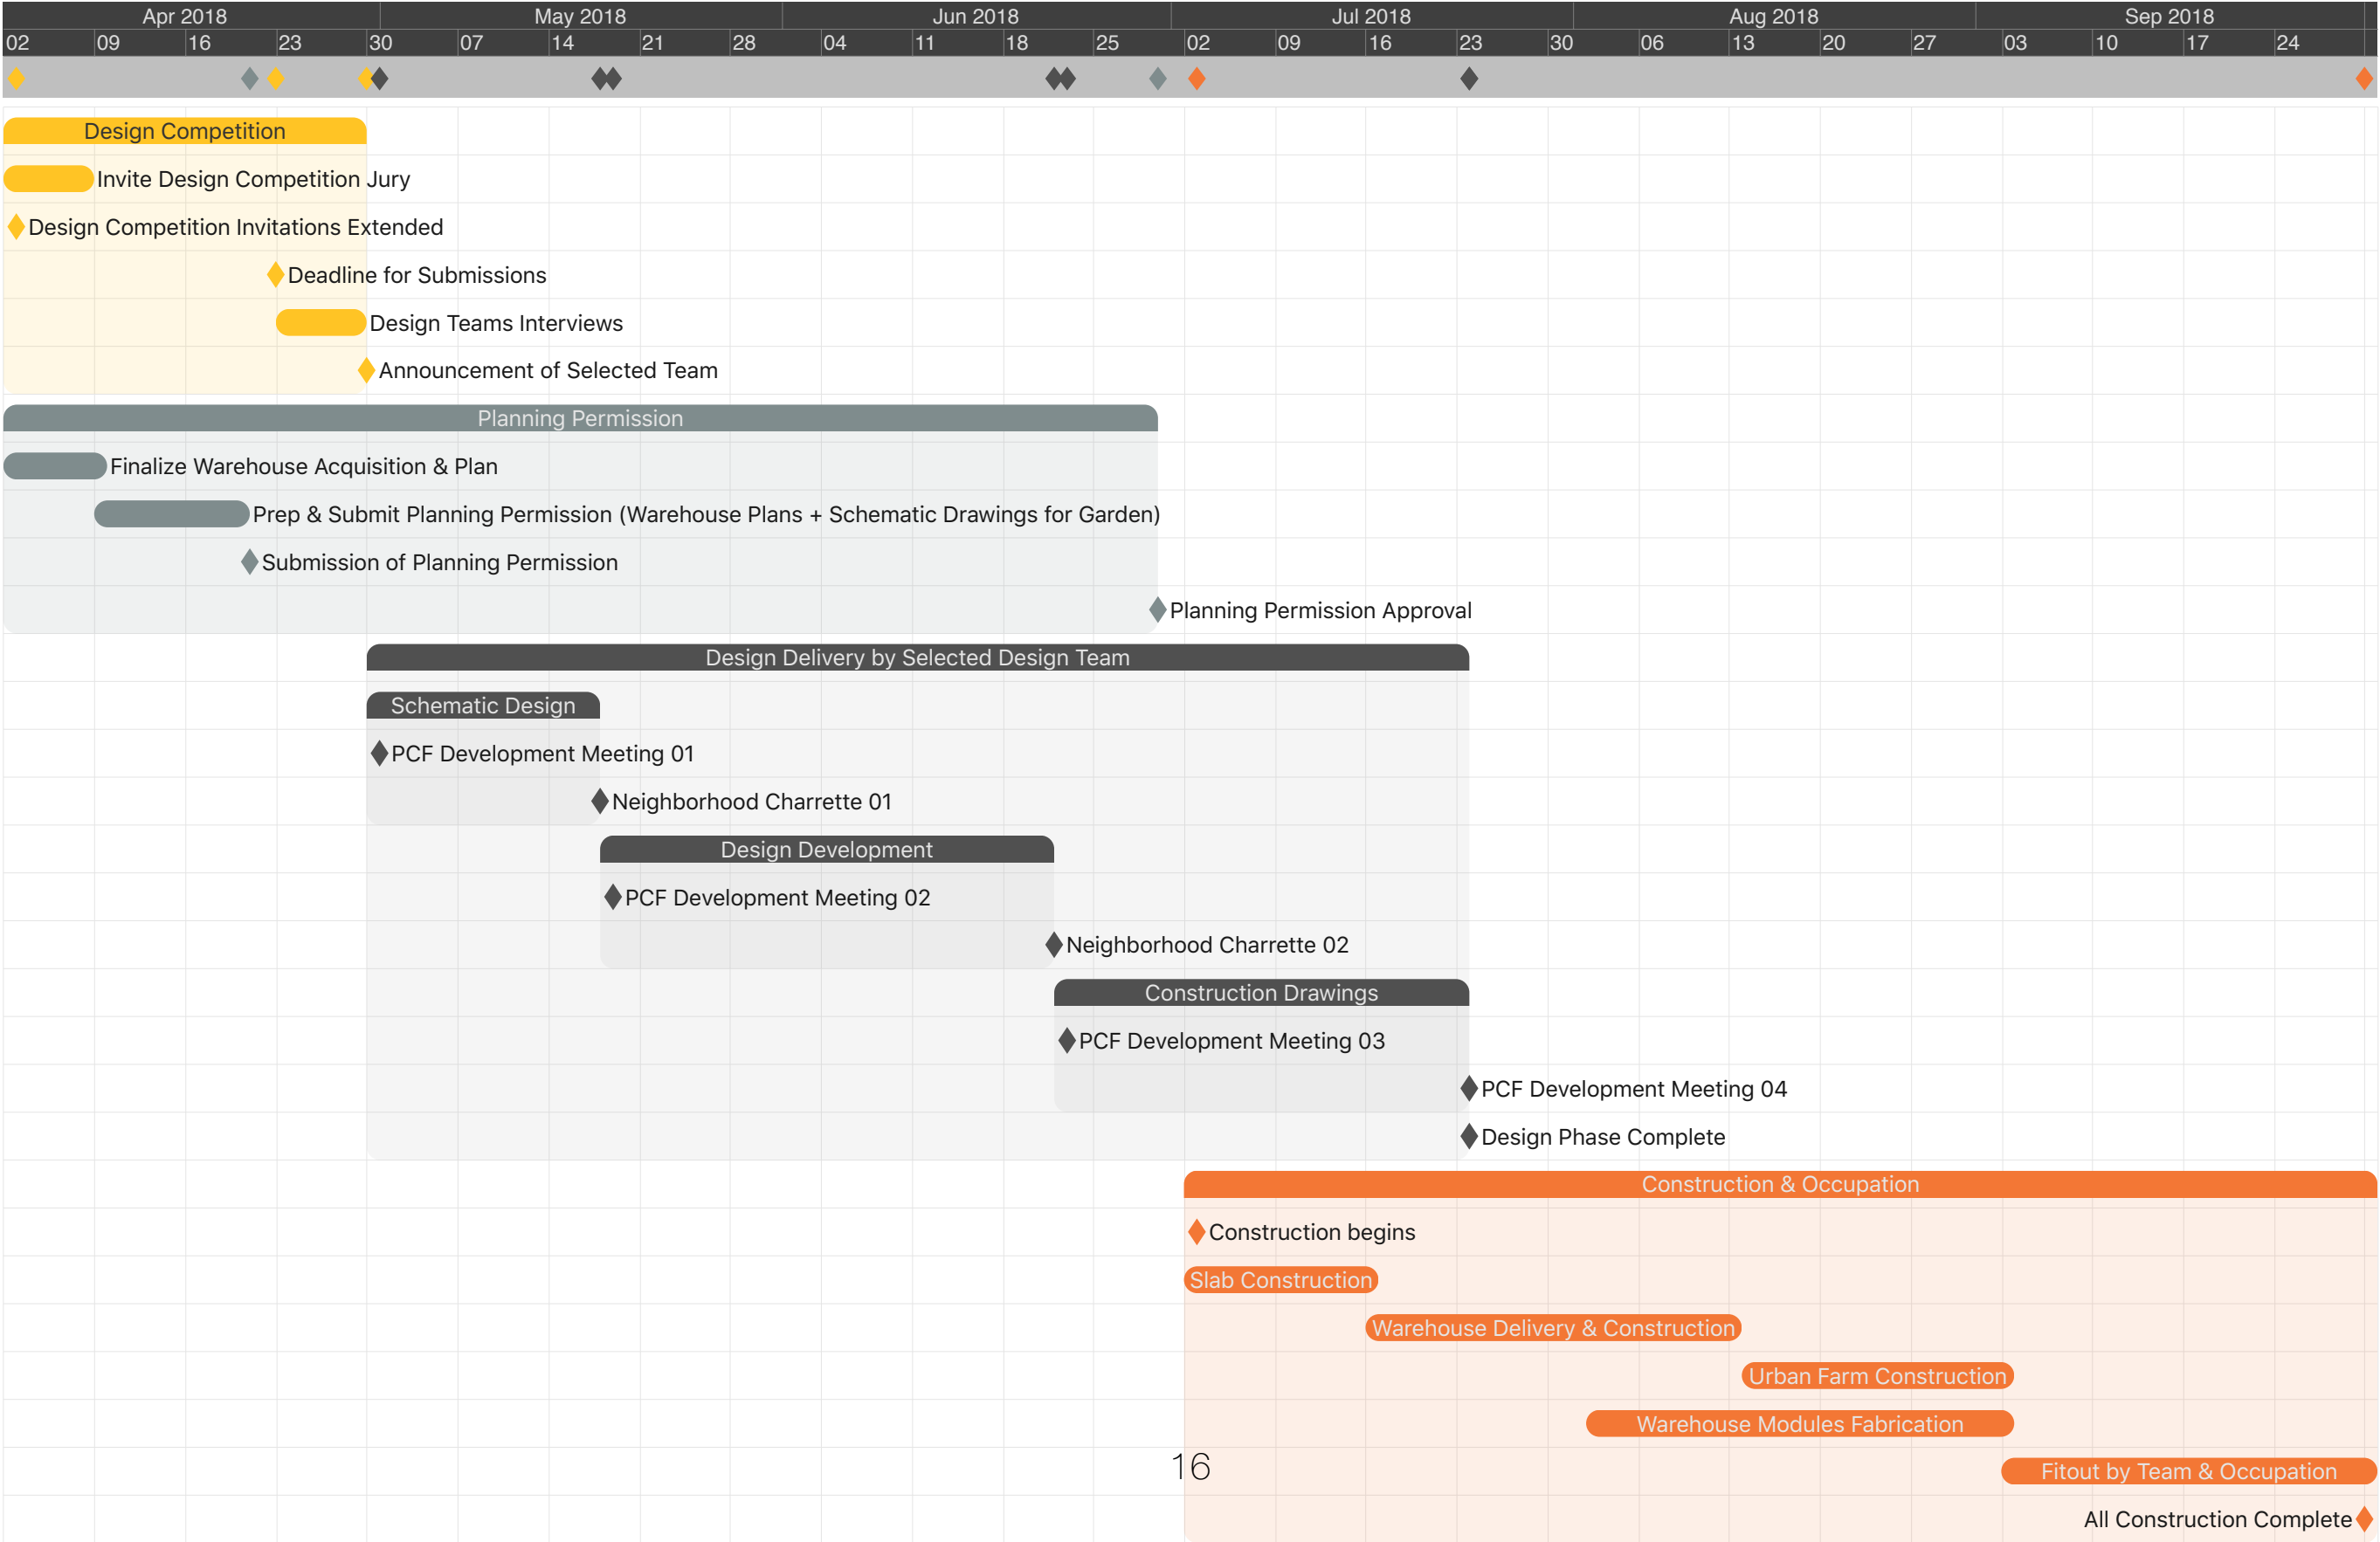 Apr 2018 May 2018 Jun 2018 Jul 2018 Aug 2018 Sep 2018
02 09 16 23 30 07 14 21 28 04 11 18 25 02 09 16 23 30 06 13 20 27 03 10 17 24
Design Competition
Invite Design Competition Jury
Design Competition Invitations Extended
Deadline for Submissions
Design Teams Interviews
Announcement of Selected Team
Planning Permission
Finalize Warehouse Acquisition & Plan
Prep & Submit Planning Permission (Warehouse Plans + Schematic Drawings for Garden)
Submission of Planning Permission
Planning Permission Approval
Design Delivery by Selected Design Team
Schematic Design
PCF Development Meeting 01
Neighborhood Charrette 01
Design Development
PCF Development Meeting 02
Neighborhood Charrette 02
Construction Drawings
PCF Development Meeting 03
PCF Development Meeting 04
Design Phase Complete
Construction & Occupation
Construction begins
Slab Construction
Warehouse Delivery & Construction
Urban Farm Construction
Warehouse Modules Fabrication
16
Fitout by Team & Occupation
All Construction Complete